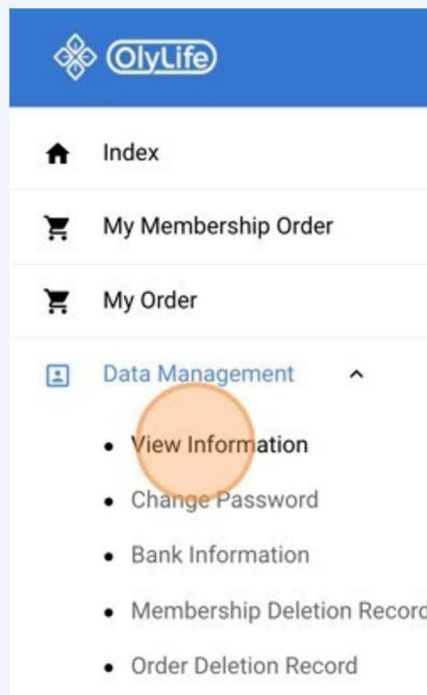 OlyLife
Index
My Membership Order
My Order
Data Management
View Information
Change Password
Bank Information
Membership Deletion Record
Order Deletion Record